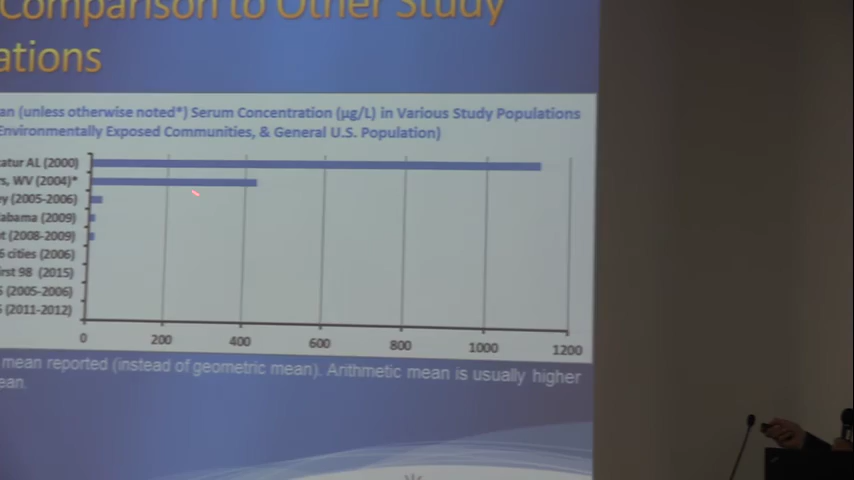 Comparison to Other Study
ations
an (unless otherwise noted*) Serum Concentration (µg/L) in Various Study Populations
Environmentally Exposed Communities, & General U.S. Population)
atur AL (2000)
s, WV (2004)*
ey (2005-2006)
labama (2009)
t (2008-2009)
6 cities (2006)
irst 98 (2015)
S (2005-2006)
S (2011-2012)
0 200 400 600 800 1000 1200
mean reported (instead of geometric mean). Arithmetic mean is usually higher
ean.